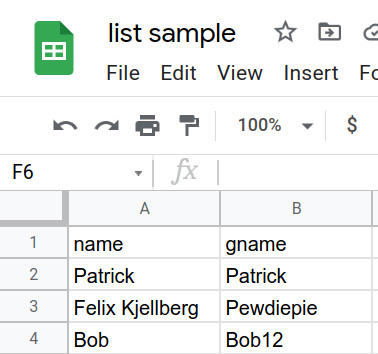 list sample
File Edit View Insert Fo
100% $
F6 fx
A B
1 name gname
2 Patrick Patrick
3 Felix Kjellberg Pewdiepie
4 Bob Bob12